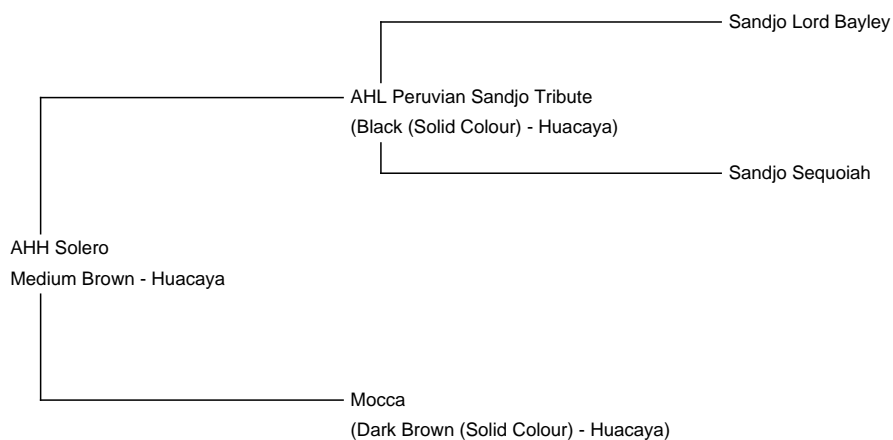 Sandjo Lord Bayley
AHL Peruvian Sandjo Tribute
(Black (Solid Colour) - Huacaya)
Sandjo Sequoiah
AHH Solero
Medium Brown - Huacaya
Mocca
(Dark Brown (Solid Colour) - Huacaya)